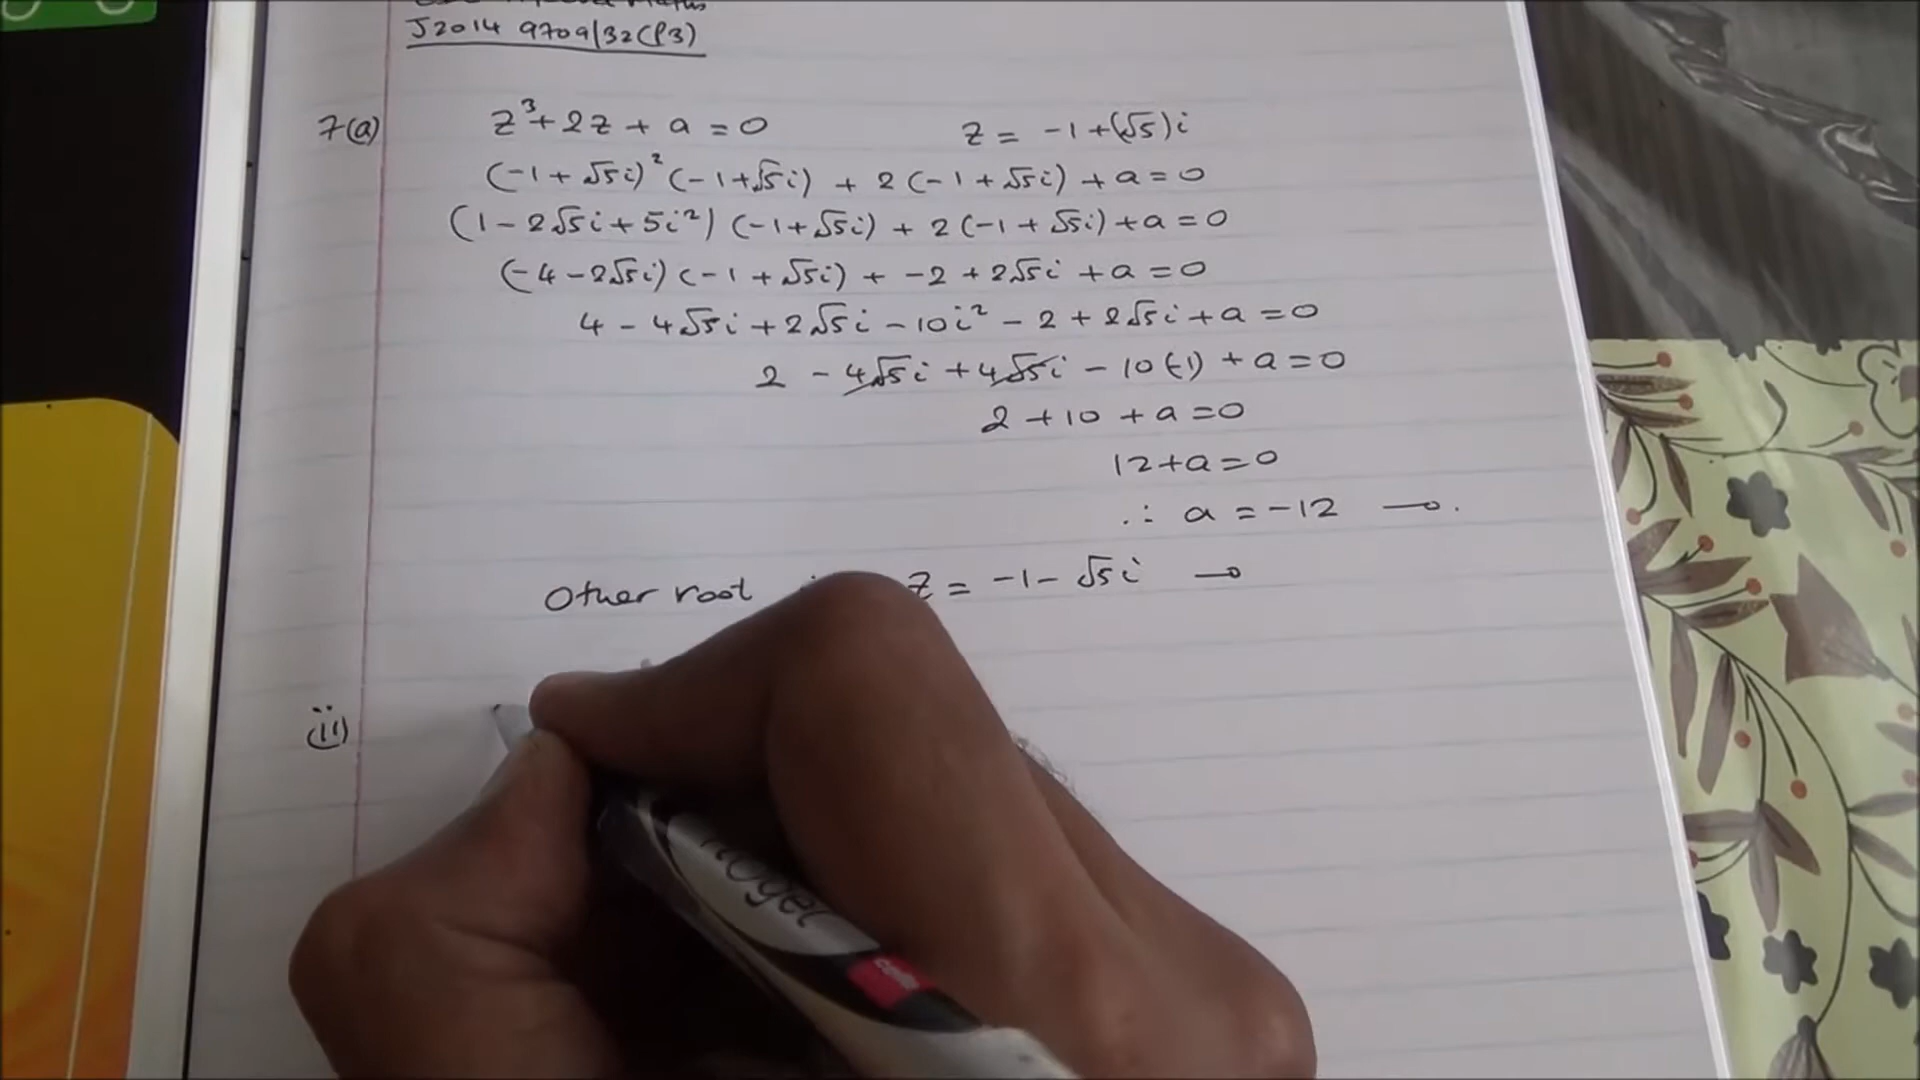 J2014 9709/32(P3)
7(a) z³ + 2z + a = 0 z = -1 + (√5)i
(-1 + √5i)² (-1 + √5i) + 2(-1 + √5i) + a = 0
(1 - 2√5i + 5i²) (-1 + √5i) + 2(-1 + √5i) + a = 0
(-4 - 2√5i) (-1 + √5i) + -2 + 2√5i + a = 0
4 - 4√5i + 2√5i - 10i² - 2 + 2√5i + a = 0
2 - 4√5i + 4√5i - 10(-1) + a = 0
2 + 10 + a = 0
12 + a = 0
∴ a = -12
Other root z = -1 - √5i
(ii)